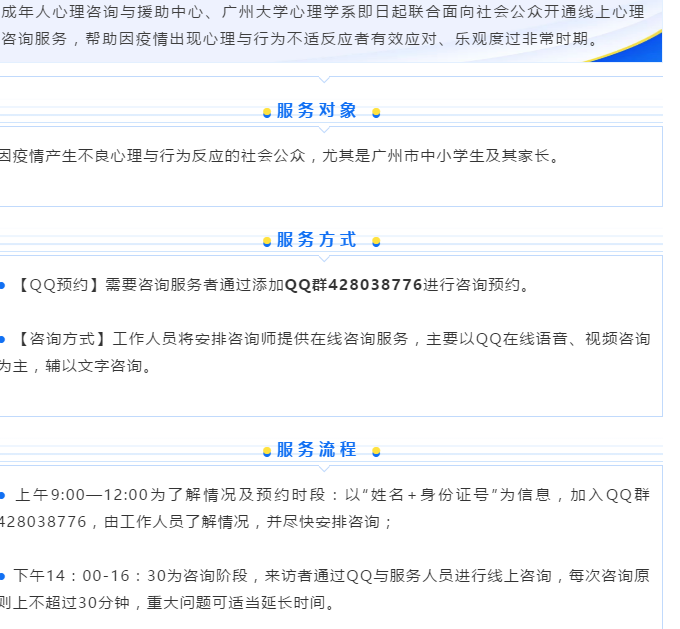 成年人心理咨询与援助中心、广州大学心理学系即日起联合面向社会公众开通线上心理
咨询服务，帮助因疫情出现心理与行为不适反应者有效应对、乐观度过非常时期。
服务对象
因疫情产生不良心理与行为反应的社会公众，尤其是广州市中小学生及其家长。
服务方式
【QQ预约】需要咨询服务者通过添加QQ群428038776进行咨询预约。
【咨询方式】工作人员将安排咨询师提供在线咨询服务，主要以QQ在线语音、视频咨询
为主，辅以文字咨询。
服务流程
上午9:00—12:00为了解情况及预约时段：以“姓名+身份证号”为信息，加入QQ群
428038776，由工作人员了解情况，并尽快安排咨询；
下午14：00-16：30为咨询阶段，来访者通过QQ与服务人员进行线上咨询，每次咨询原
则上不超过30分钟，重大问题可适当延长时间。